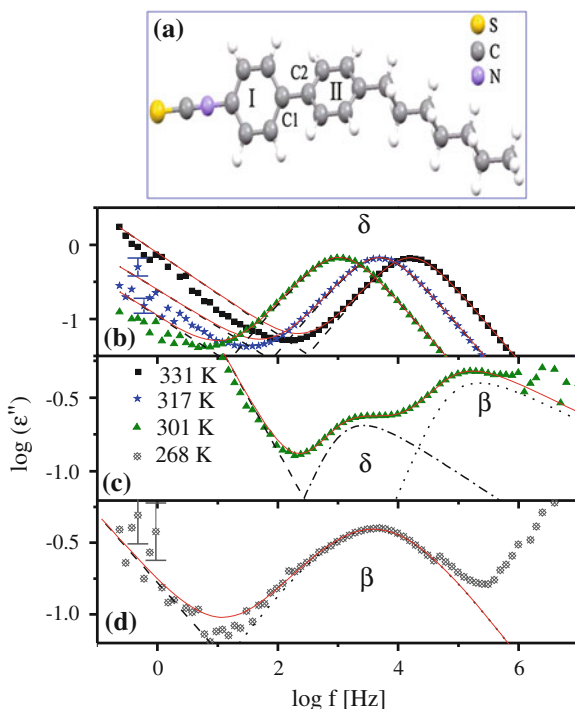 (a)
S
C
N
I
C2
II
C1
δ
0
-1
(b)
331 K
317 K
301 K
268 K
-0.5
-1.0
β
δ
(c)
log (ε'')
-0.5
-1.0
β
(d)
0 2 4 6
log f [Hz]